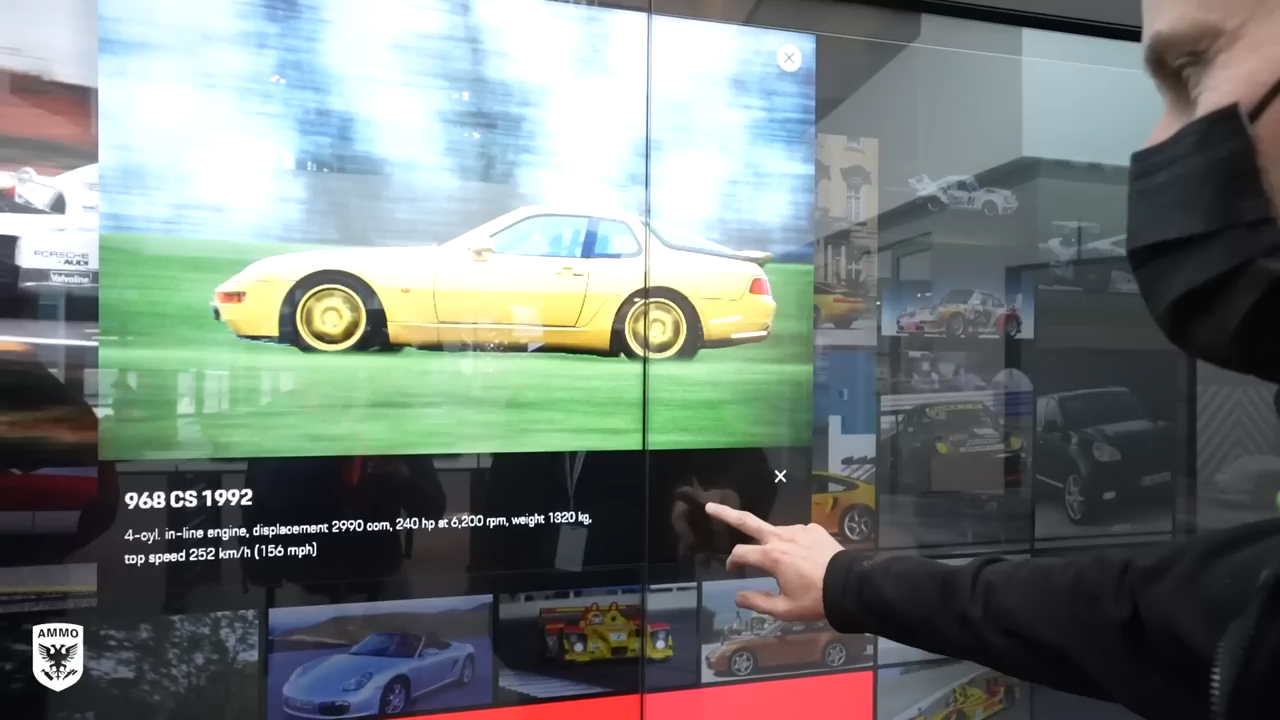 PORSCHE
AUDI
Valvoline
968 CS 1992
4-cyl. in-line engine, displacement 2990 ccm, 240 hp at 6,200 rpm, weight 1320 kg,
top speed 252 km/h (156 mph)
AMMO